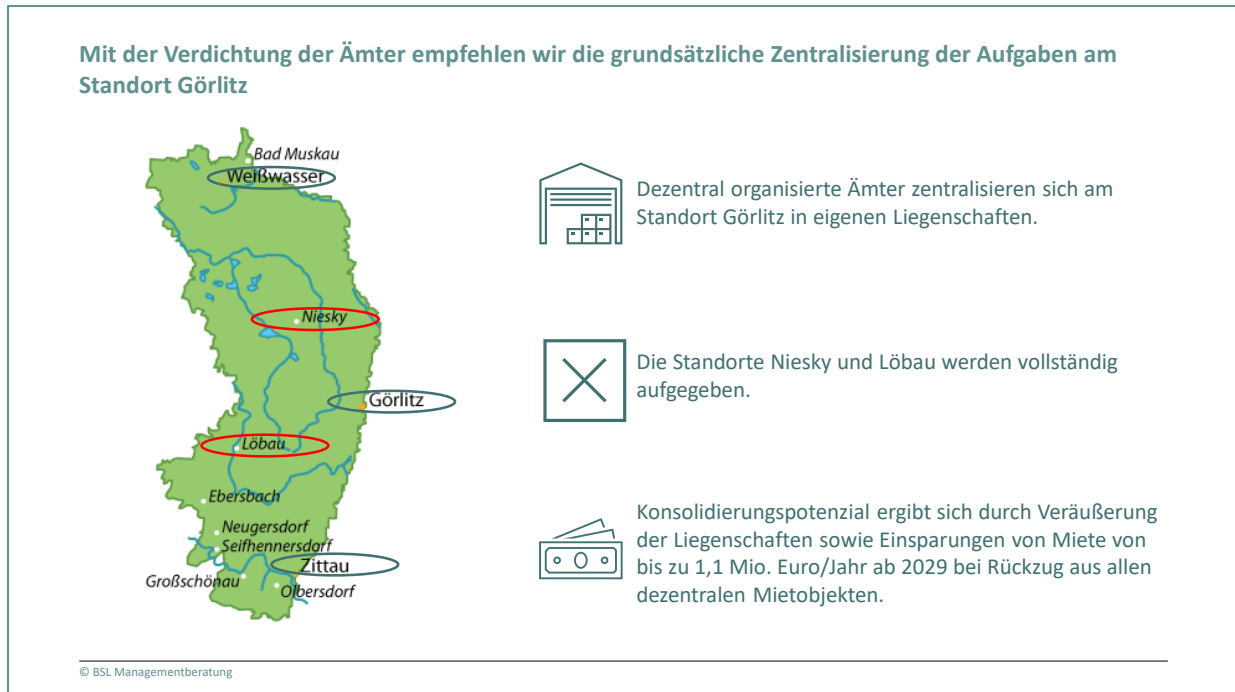 Mit der Verdichtung der Ämter empfehlen wir die grundsätzliche Zentralisierung der Aufgaben am
Standort Görlitz
Bad Muskau
Weißwasser
Niesky
Görlitz
Löbau
Ebersbach
Neugersdorf
Seifhennersdorf
Zittau
Großschönau
Olbersdorf
Dezentral organisierte Ämter zentralisieren sich am
Standort Görlitz in eigenen Liegenschaften.
Die Standorte Niesky und Löbau werden vollständig
aufgegeben.
Konsolidierungspotenzial ergibt sich durch Veräußerung
der Liegenschaften sowie Einsparungen von Miete von
bis zu 1,1 Mio. Euro/Jahr ab 2029 bei Rückzug aus allen
dezentralen Mietobjekten.
© BSL Managementberatung